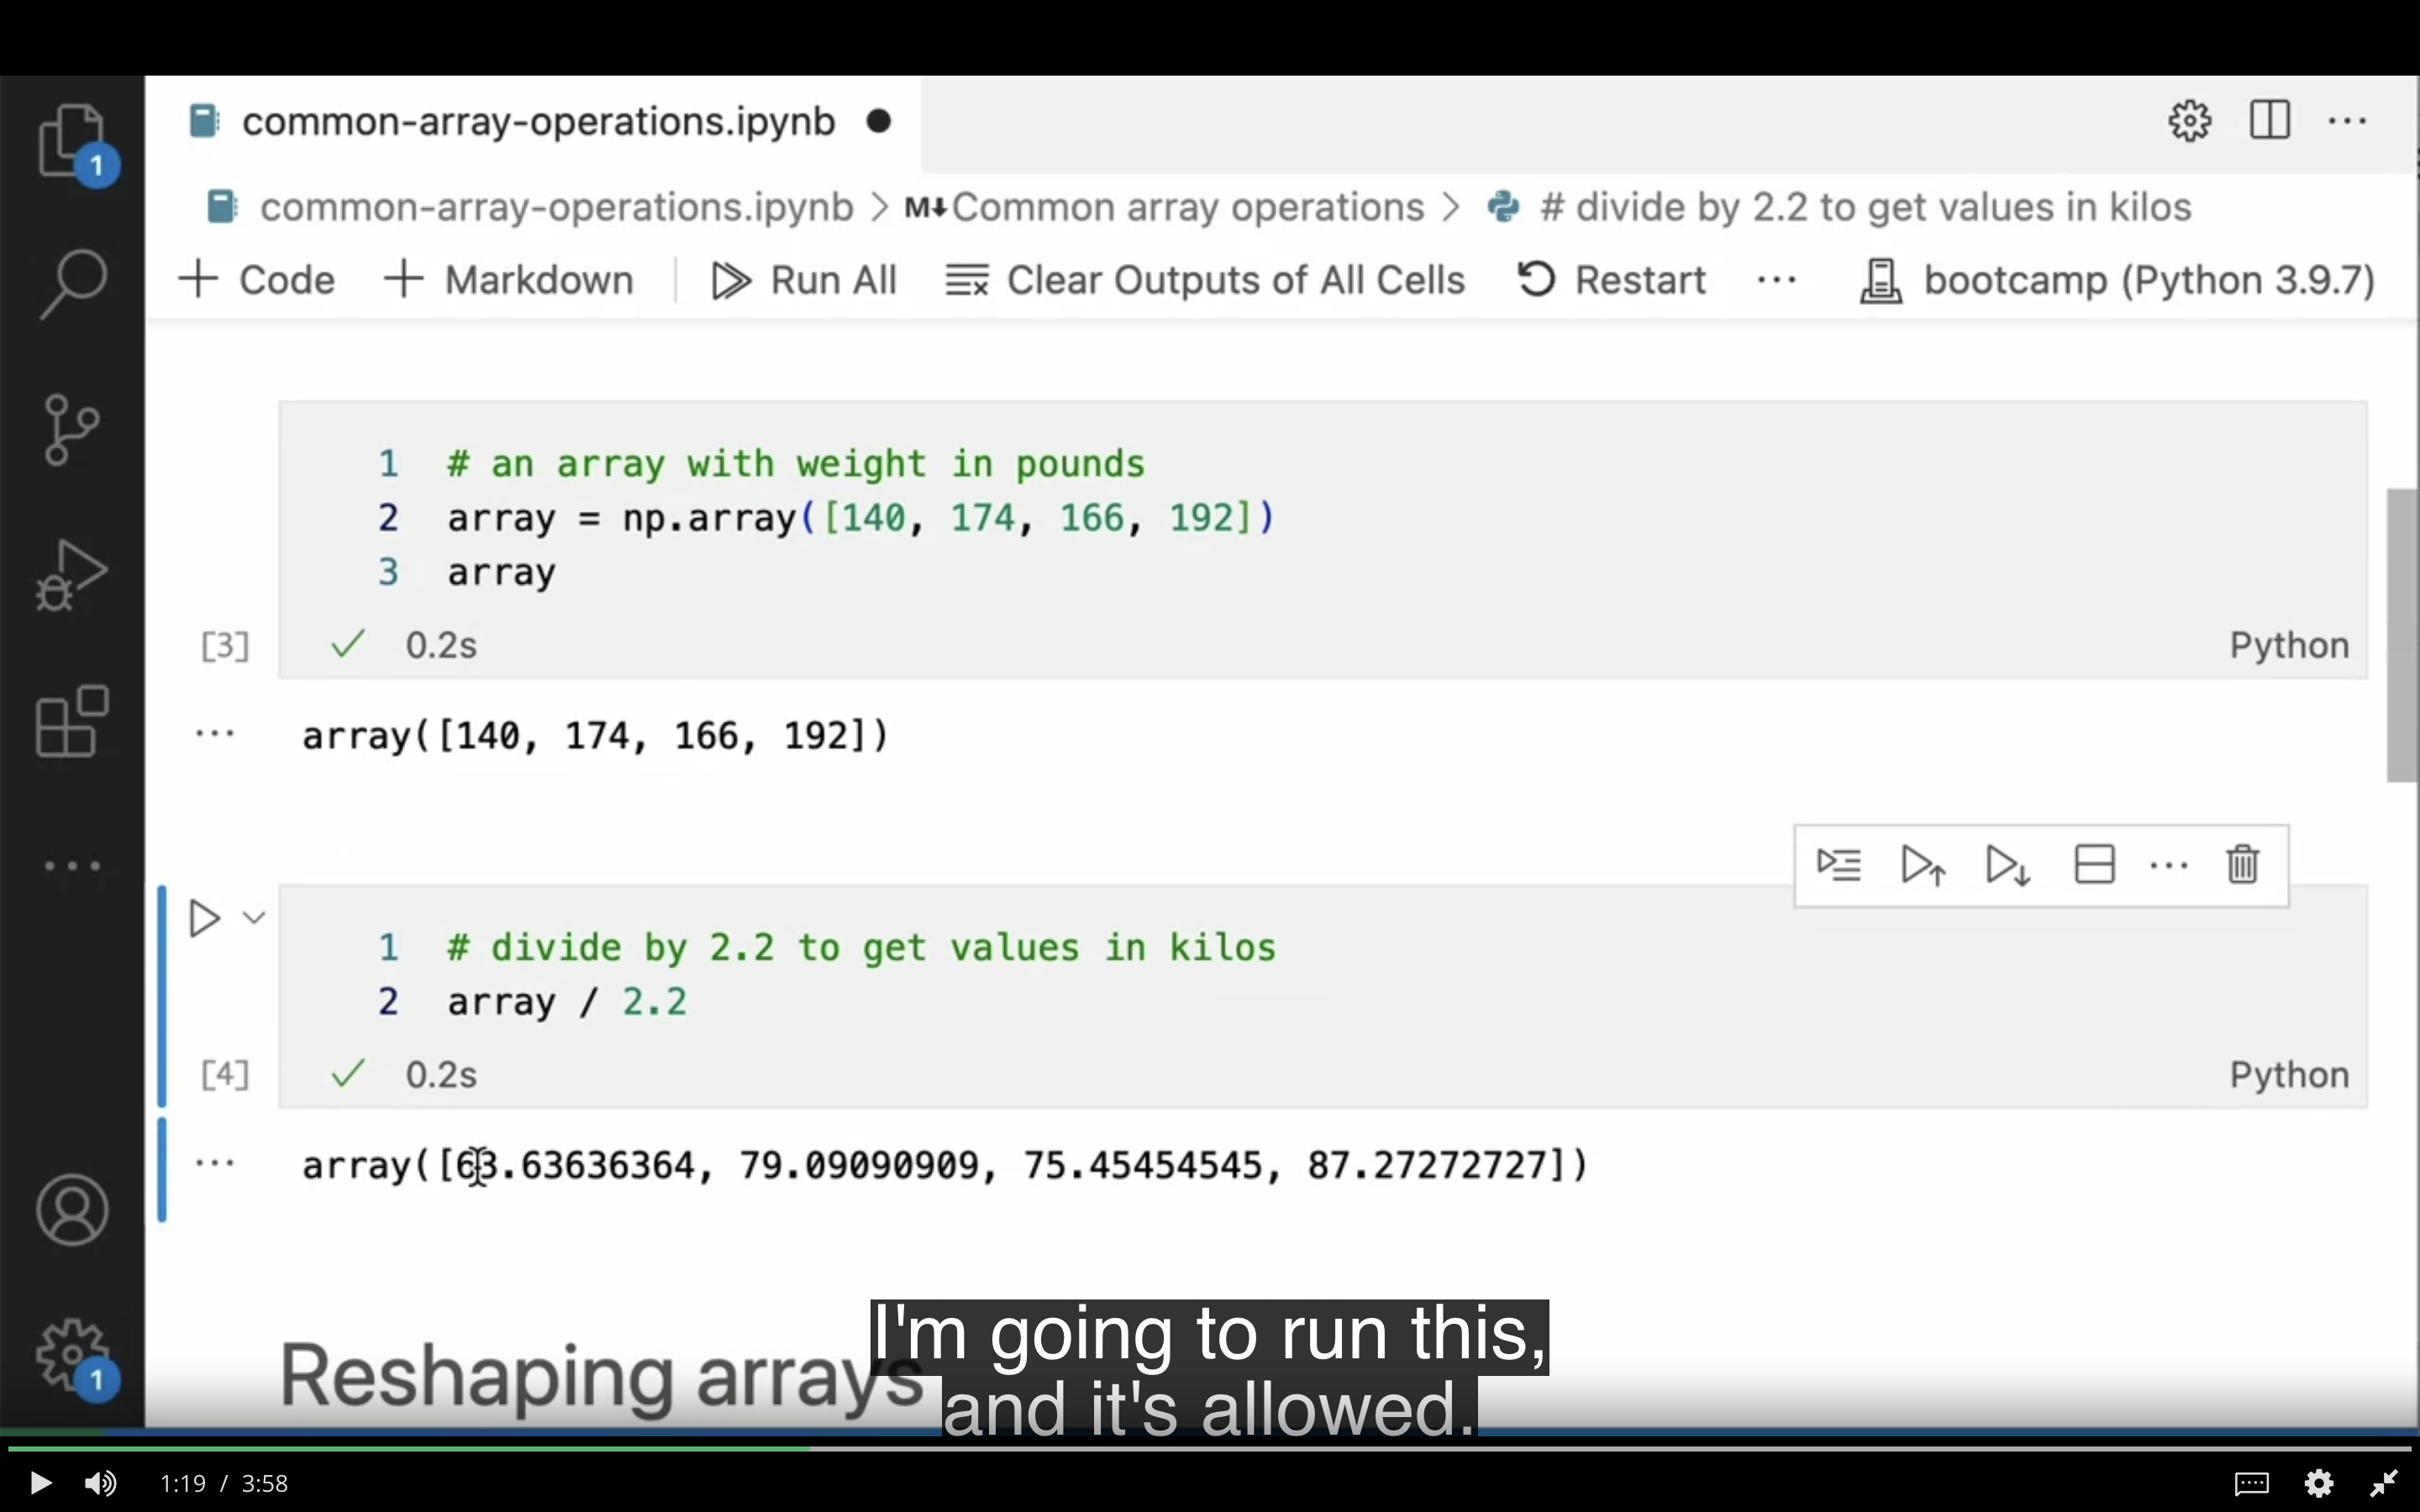 common-array-operations.ipynb
1
common-array-operations.ipynb > M↓ Common array operations > # divide by 2.2 to get values in kilos
+ Code + Markdown Run All Clear Outputs of All Cells Restart ... bootcamp (Python 3.9.7)
1 # an array with weight in pounds
2 array = np.array([140, 174, 166, 192])
3 array
[3] ✓ 0.2s Python
... array([140, 174, 166, 192])
1 # divide by 2.2 to get values in kilos
2 array / 2.2
[4] ✓ 0.2s Python
... array([63.63636364, 79.09090909, 75.45454545, 87.27272727])
Reshaping arrays
1
I'm going to run this,
and it's allowed.
1:19 / 3:58